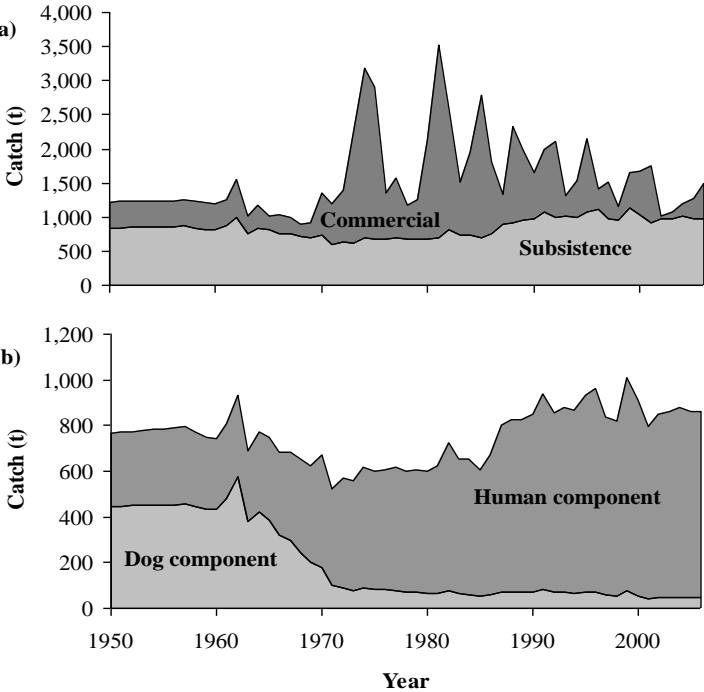 a)
4,000
3,500
3,000
2,500
2,000
1,500
1,000
500
0
Catch (t)
Commercial
Subsistence
b)
1,200
1,000
800
600
400
200
0
Catch (t)
Human component
Dog component
1950 1960 1970 1980 1990 2000
Year